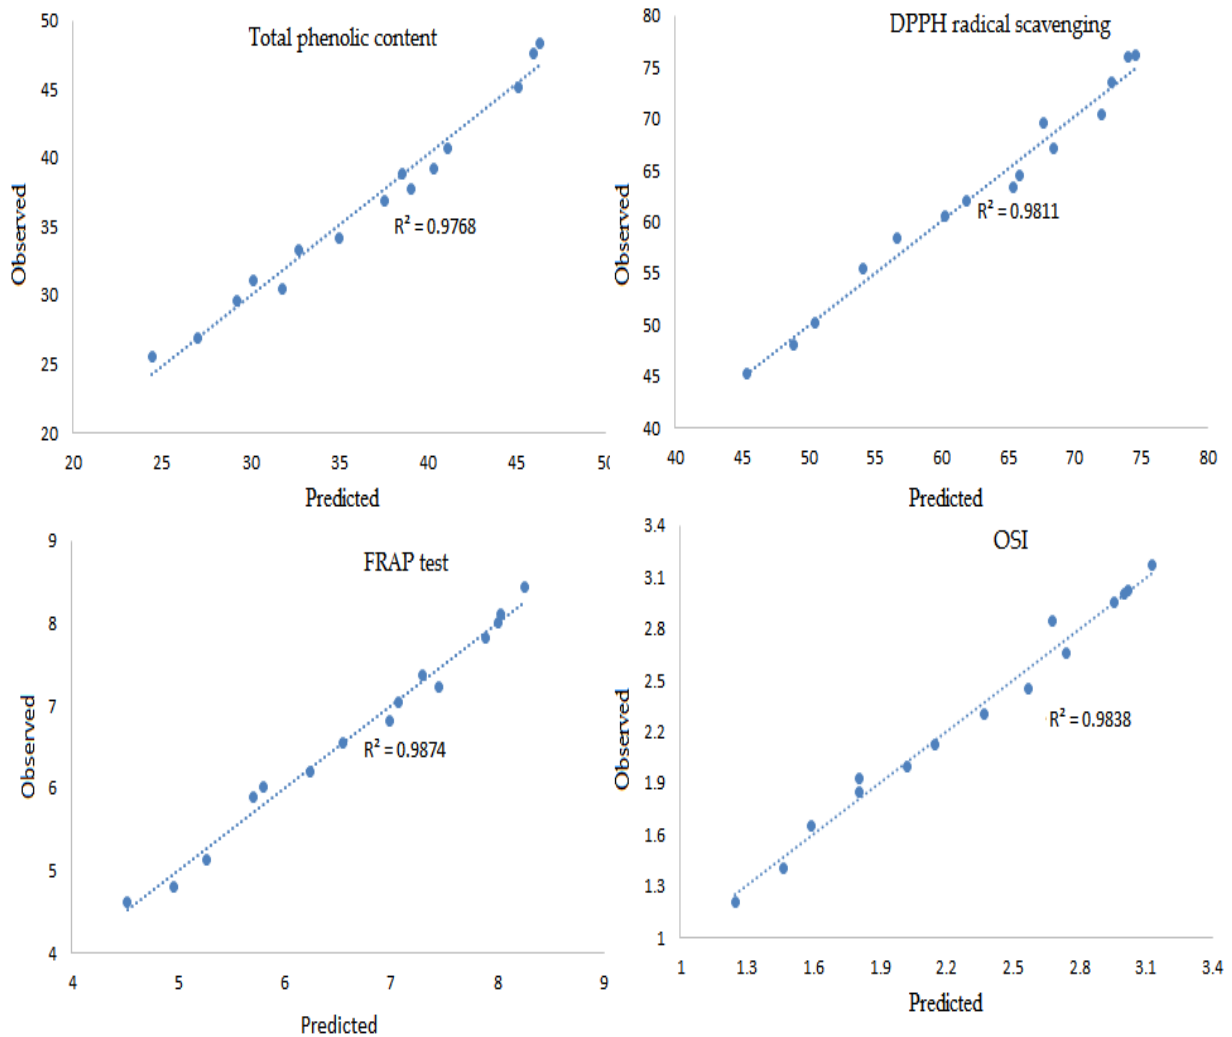 Total phenolic content
50
45
40
35
30
25
20
Observed
R² = 0.9768
20 25 30 35 40 45 50
Predicted
DPPH radical scavenging
80
75
70
65
60
55
50
45
40
Observed
R² = 0.9811
40 45 50 55 60 65 70 75 80
Predicted
FRAP test
9
8
7
6
5
4
Observed
R² = 0.9874
4 5 6 7 8 9
Predicted
OSI
3.4
3.1
2.8
2.5
2.2
1.9
1.6
1.3
1
Observed
R² = 0.9838
1 1.3 1.6 1.9 2.2 2.5 2.8 3.1 3.4
Predicted